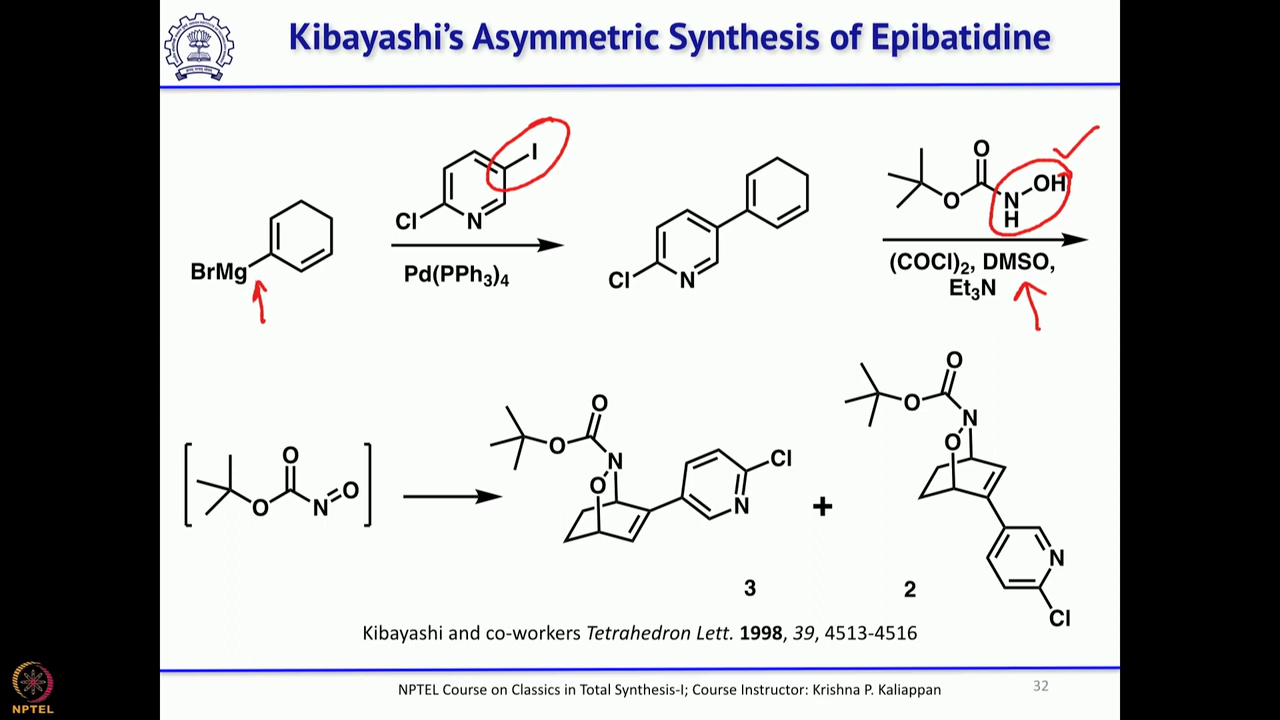 Kibayashi's Asymmetric Synthesis of Epibatidine
I
Cl
N
BrMg
Pd(PPh3)4
Cl
N
O
O
N
H
OH
(COCl)2, DMSO,
Et3N
O
O
N
O
O
O
N
O
Cl
N
3
+
O
O
N
O
N
Cl
2
Kibayashi and co-workers Tetrahedron Lett. 1998, 39, 4513-4516
NPTEL
NPTEL Course on Classics in Total Synthesis-I; Course Instructor: Krishna P. Kaliappan
32